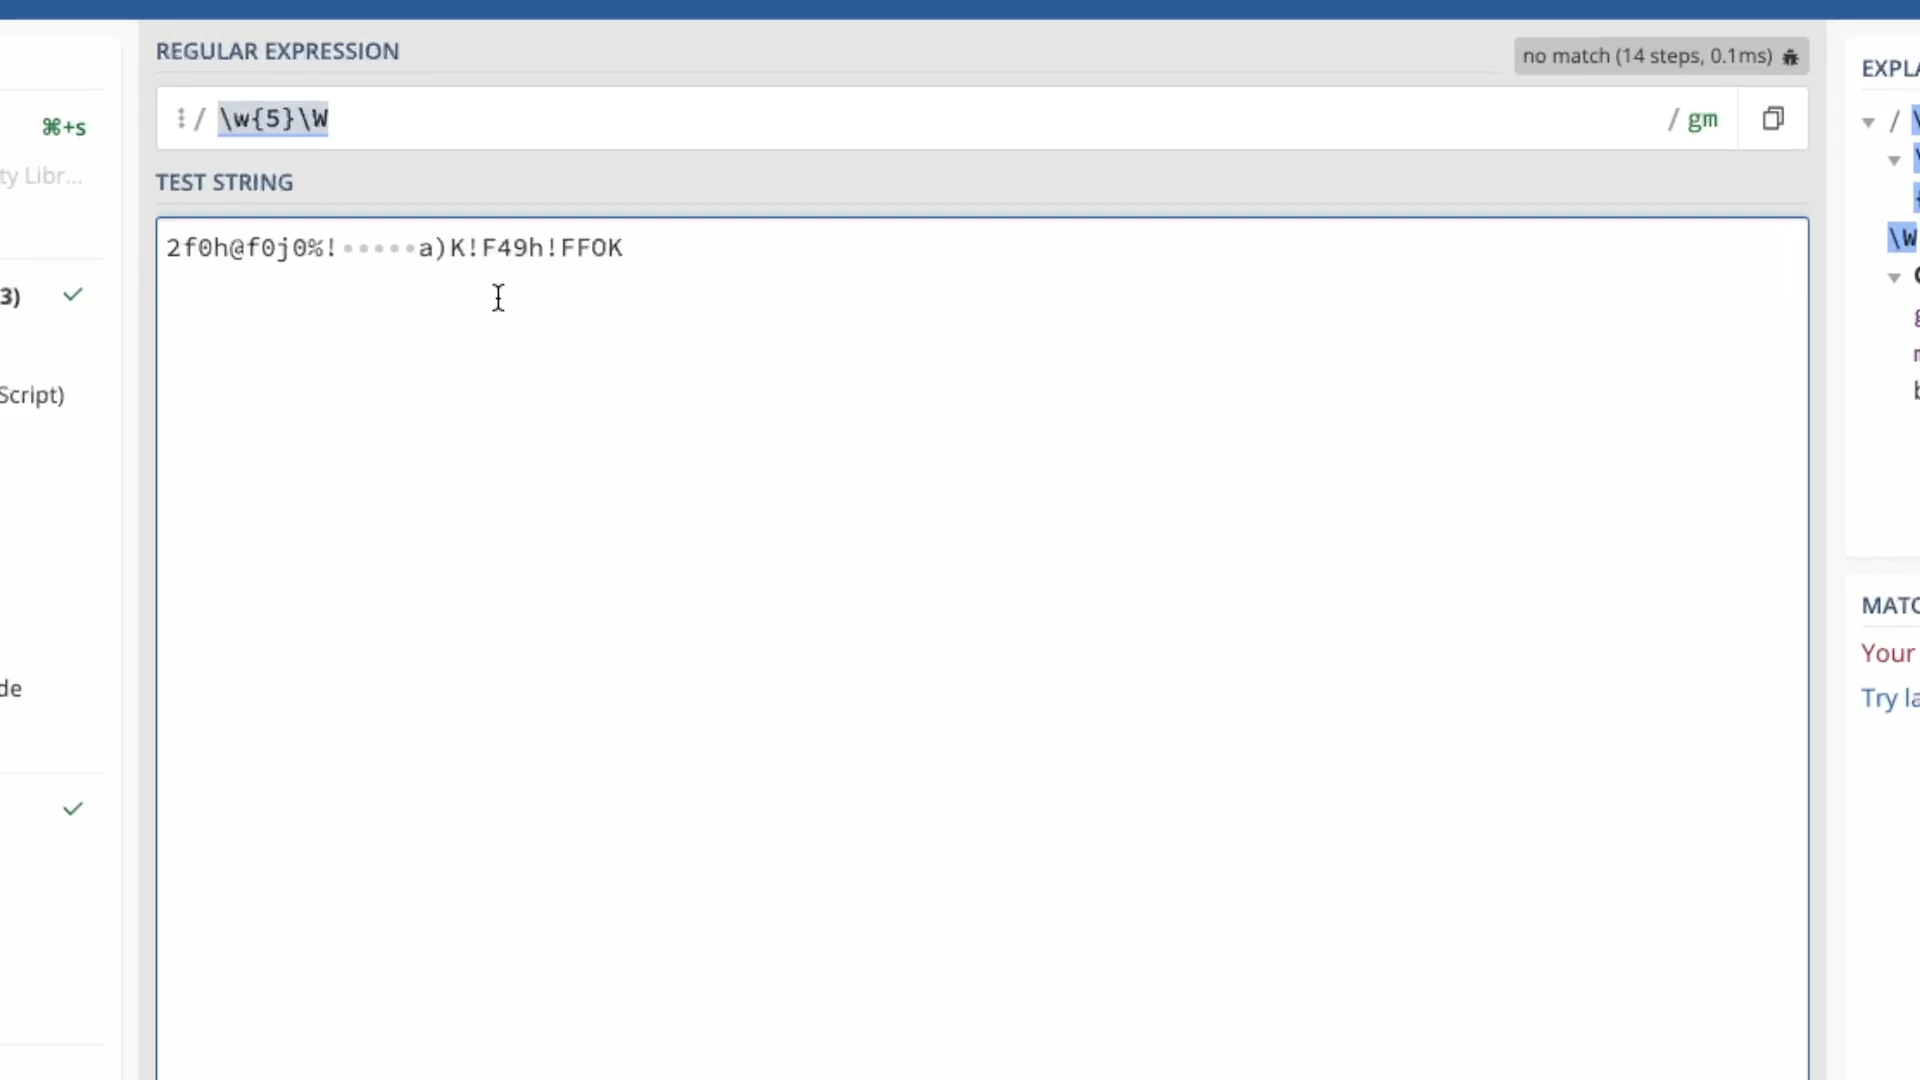 REGULAR EXPRESSION
no match (14 steps, 0.1ms)
/ \w{5}\W / gm
TEST STRING
2f0h@f0j0%!•••••a)K!F49h!FFOK
⌘+s
ty Libr...
3)
Script)
de
EXPLA
/ \
\W
MATC
Your
Try la